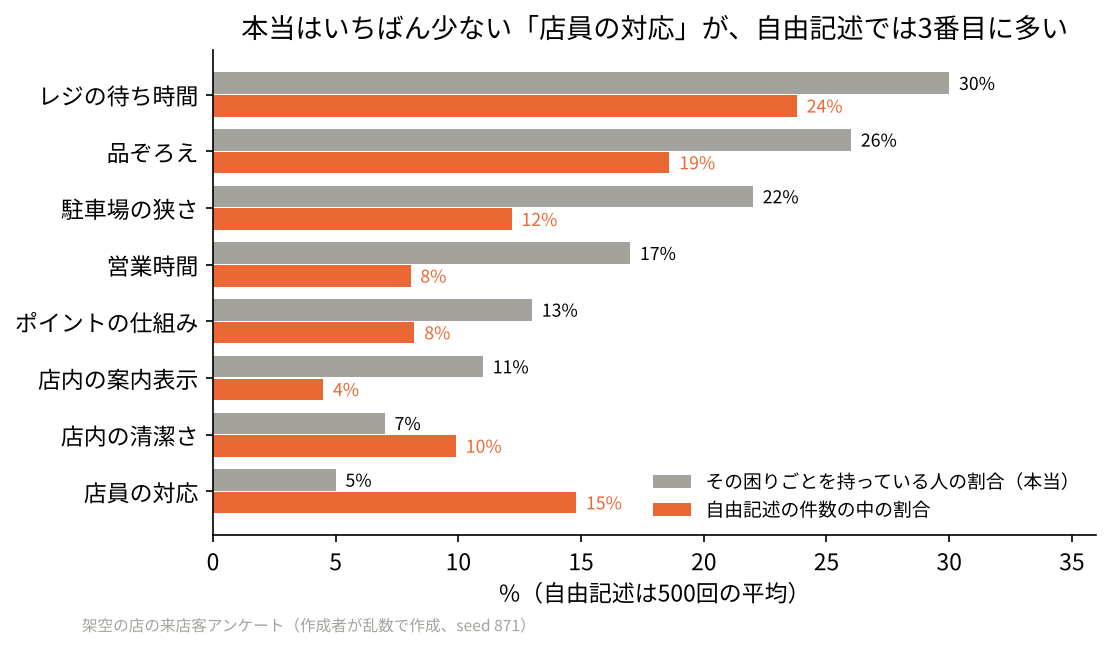 本当はいちばん少ない「店員の対応」が、自由記述では3番目に多い
レジの待ち時間
30%
24%
品ぞろえ
26%
19%
駐車場の狭さ
22%
12%
営業時間
17%
8%
ポイントの仕組み
13%
8%
店内の案内表示
11%
4%
店内の清潔さ
7%
10%
店員の対応
5%
15%
その困りごとを持っている人の割合（本当）
自由記述の件数の中の割合
0 5 10 15 20 25 30 35
%（自由記述は500回の平均）
架空の店の来店客アンケート（作成者が乱数で作成、seed 871）